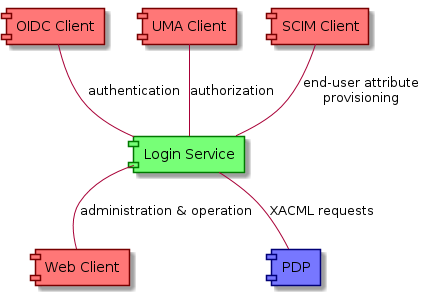 OIDC Client
UMA Client
SCIM Client
authentication
authorization
end-user attribute
provisioning
Login Service
administration & operation
XACML requests
Web Client
PDP